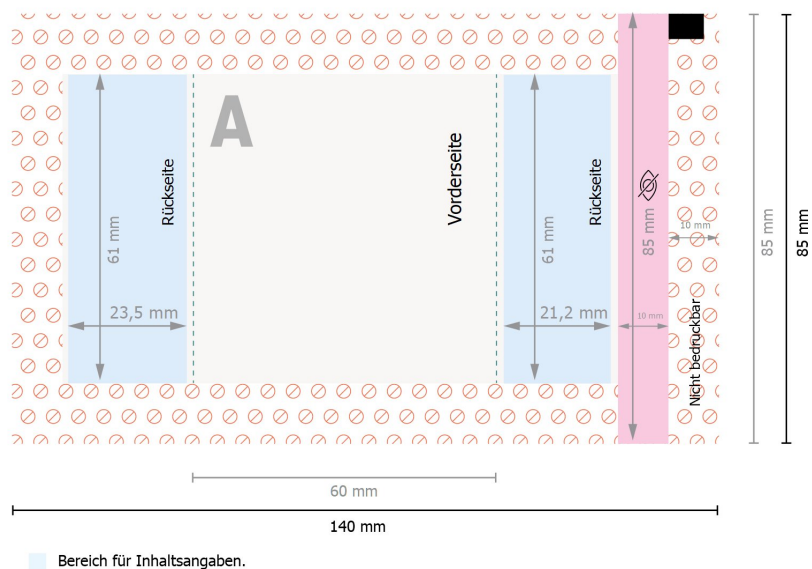 A
Rückseite
61 mm
23,5 mm
Vorderseite
Rückseite
61 mm
21,2 mm
85 mm
10 mm
10 mm
Nicht bedruckbar
85 mm
85 mm
60 mm
140 mm
Bereich für Inhaltsangaben.